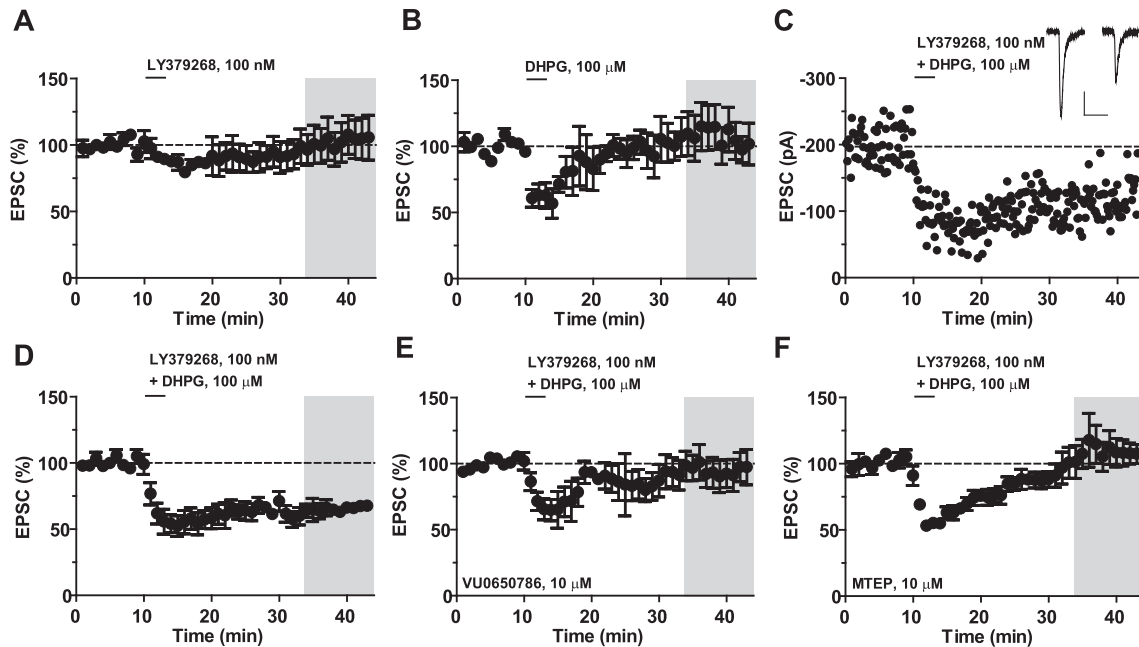 A
LY379268, 100 nM
150
100
50
0
EPSC (%)
0 10 20 30 40
Time (min)
B
DHPG, 100 μM
150
100
50
0
EPSC (%)
0 10 20 30 40
Time (min)
C
LY379268, 100 nM
+ DHPG, 100 μM
-300
-200
-100
-0
EPSC (pA)
0 10 20 30 40
Time (min)
D
LY379268, 100 nM
+ DHPG, 100 μM
150
100
50
0
EPSC (%)
0 10 20 30 40
Time (min)
E
LY379268, 100 nM
+ DHPG, 100 μM
150
100
50
0
EPSC (%)
VU0650786, 10 μM
0 10 20 30 40
Time (min)
F
LY379268, 100 nM
+ DHPG, 100 μM
150
100
50
0
EPSC (%)
MTEP, 10 μM
0 10 20 30 40
Time (min)